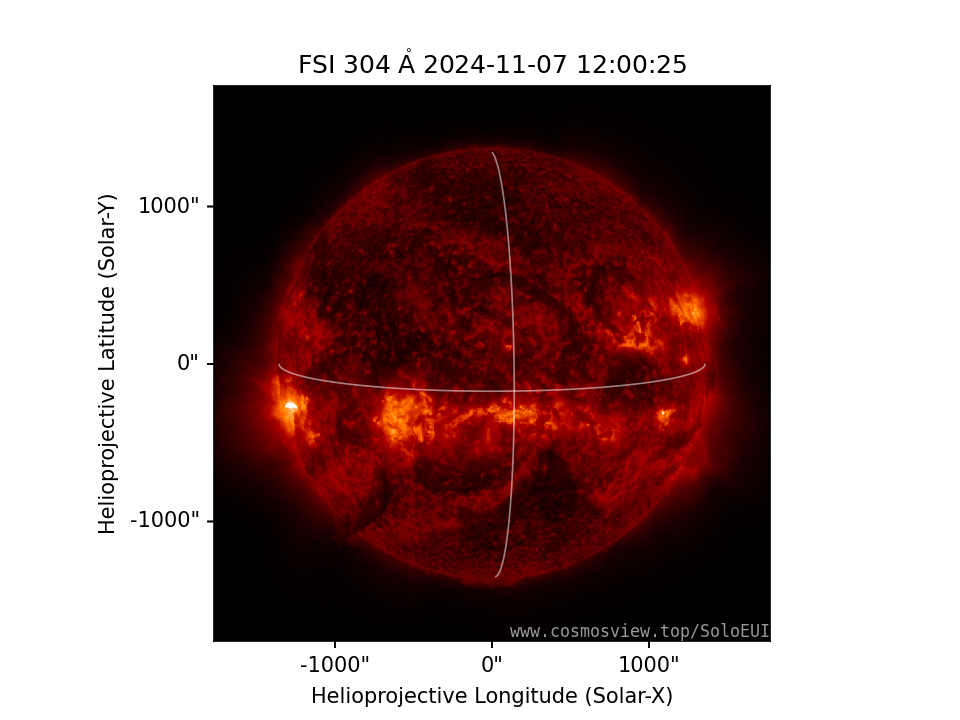 FSI 304 Å 2024-11-07 12:00:25
Helioprojective Latitude (Solar-Y)
1000"
0"
-1000"
www.cosmosview.top/SoloEUI
-1000"
0"
1000"
Helioprojective Longitude (Solar-X)